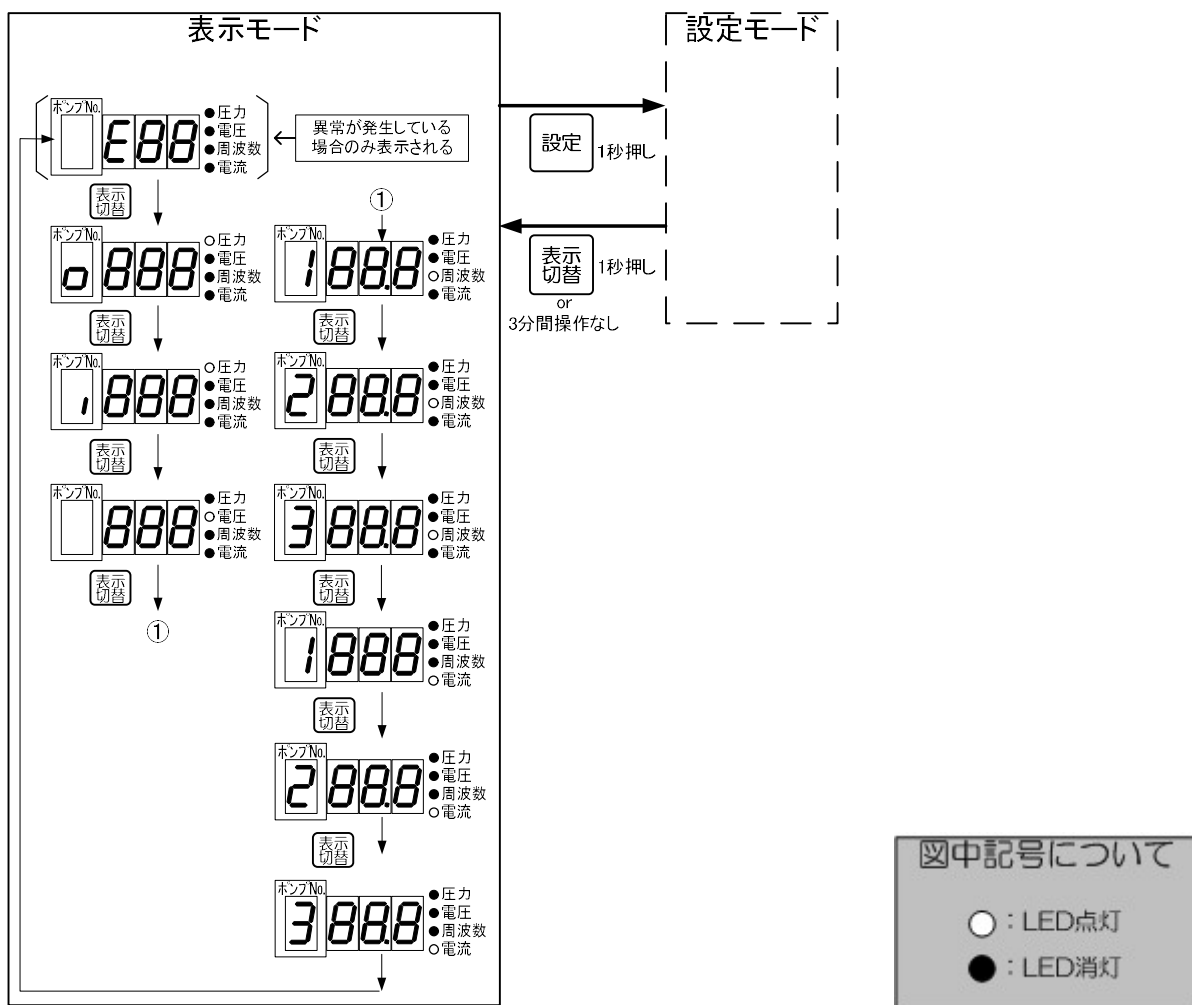 表示モード
設定モード
ポンプNo.
E88
●圧力
●電圧
●周波数
●電流
異常が発生している
場合のみ表示される
表示
切替
ポンプNo.
o888
○圧力
●電圧
●周波数
●電流
表示
切替
ポンプNo.
ı888
○圧力
●電圧
●周波数
●電流
表示
切替
ポンプNo.
888
●圧力
○電圧
●周波数
●電流
表示
切替
①
①
ポンプNo.
188.8
●圧力
●電圧
○周波数
●電流
表示
切替
ポンプNo.
288.8
●圧力
●電圧
○周波数
●電流
表示
切替
ポンプNo.
388.8
●圧力
●電圧
○周波数
●電流
表示
切替
ポンプNo.
1888
●圧力
●電圧
●周波数
○電流
表示
切替
ポンプNo.
288.8
●圧力
●電圧
●周波数
○電流
表示
切替
ポンプNo.
388.8
●圧力
●電圧
●周波数
○電流
設定 1秒押し
表示
切替 1秒押し
or
3分間操作なし
図中記号について
○：LED点灯
●：LED消灯